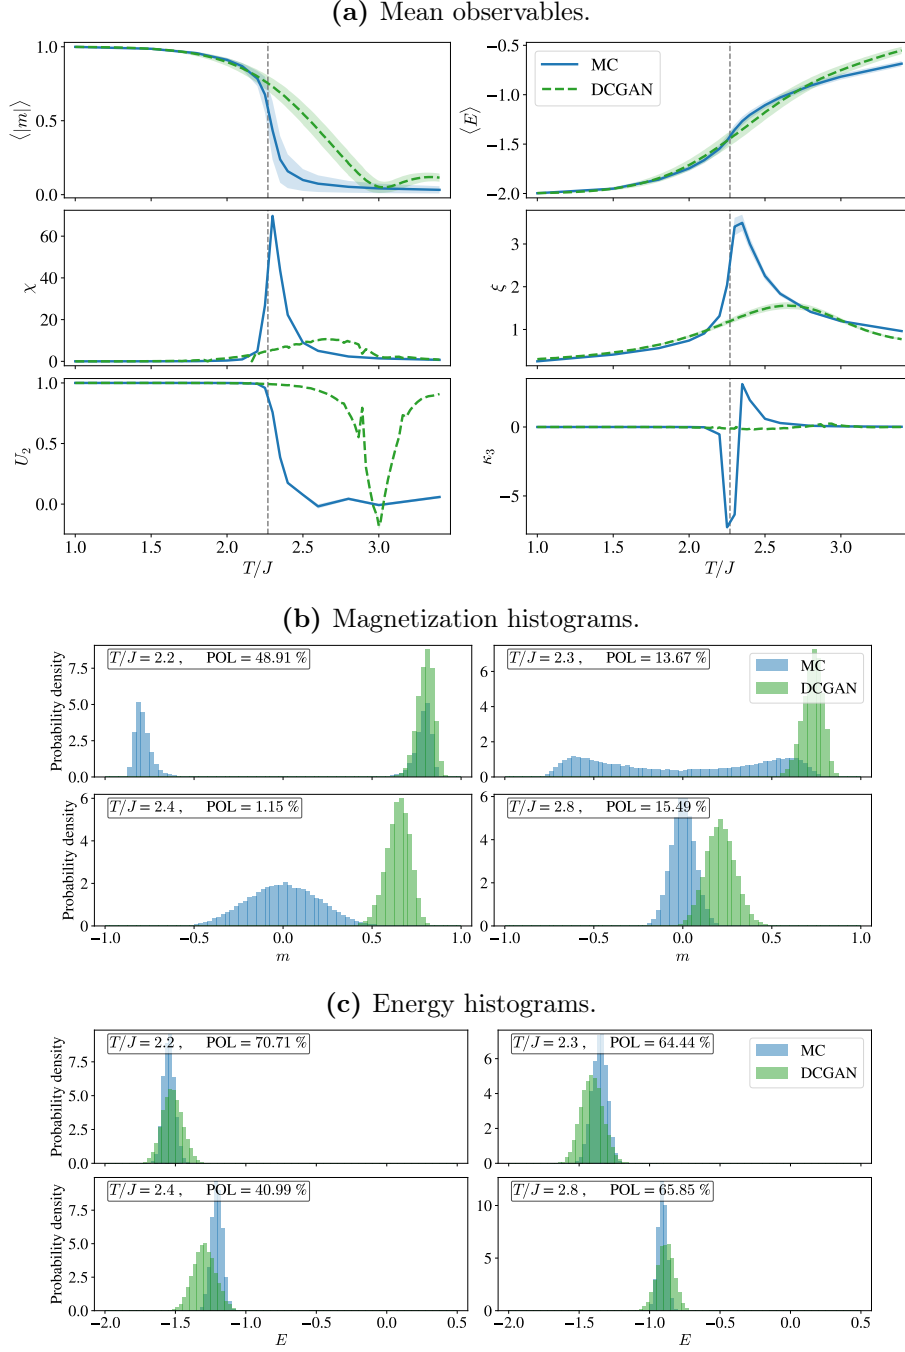 (a) Mean observables.
1.0
0.5
0.0
⟨|m|⟩
−0.5
−1.0
−1.5
−2.0
⟨E⟩
MC
DCGAN
60
40
20
0
χ
3
2
1
ξ
1.0
0.5
0.0
U₂
0
−5
κ₃
1.0 1.5 2.0 2.5 3.0
T/J
1.0 1.5 2.0 2.5 3.0
T/J
(b) Magnetization histograms.
T/J = 2.2 , POL = 48.91 %
7.5
5.0
2.5
0.0
Probability density
T/J = 2.3 , POL = 13.67 %
6
4
2
0
MC
DCGAN
T/J = 2.4 , POL = 1.15 %
6
4
2
0
Probability density
T/J = 2.8 , POL = 15.49 %
6
4
2
0
−1.0 −0.5 0.0 0.5 1.0
m
−1.0 −0.5 0.0 0.5 1.0
m
(c) Energy histograms.
T/J = 2.2 , POL = 70.71 %
7.5
5.0
2.5
0.0
Probability density
T/J = 2.3 , POL = 64.44 %
6
4
2
0
MC
DCGAN
T/J = 2.4 , POL = 40.99 %
7.5
5.0
2.5
0.0
Probability density
T/J = 2.8 , POL = 65.85 %
10
5
0
−2.0 −1.5 −1.0 −0.5 0.0 0.5
E
−2.0 −1.5 −1.0 −0.5 0.0 0.5
E